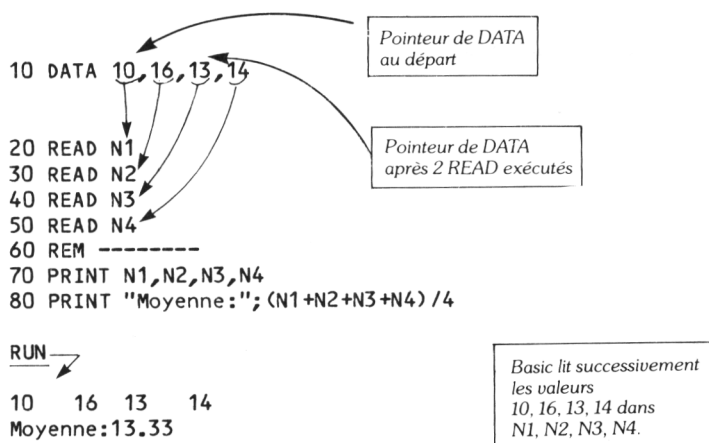 Pointeur de DATA
au départ
10 DATA 10,16,13,14
Pointeur de DATA
après 2 READ exécutés
20 READ N1
30 READ N2
40 READ N3
50 READ N4
60 REM --------
70 PRINT N1,N2,N3,N4
80 PRINT "Moyenne:";(N1+N2+N3+N4)/4
RUN
10 16 13 14
Moyenne:13.33
Basic lit successivement
les valeurs
10, 16, 13, 14 dans
N1, N2, N3, N4.